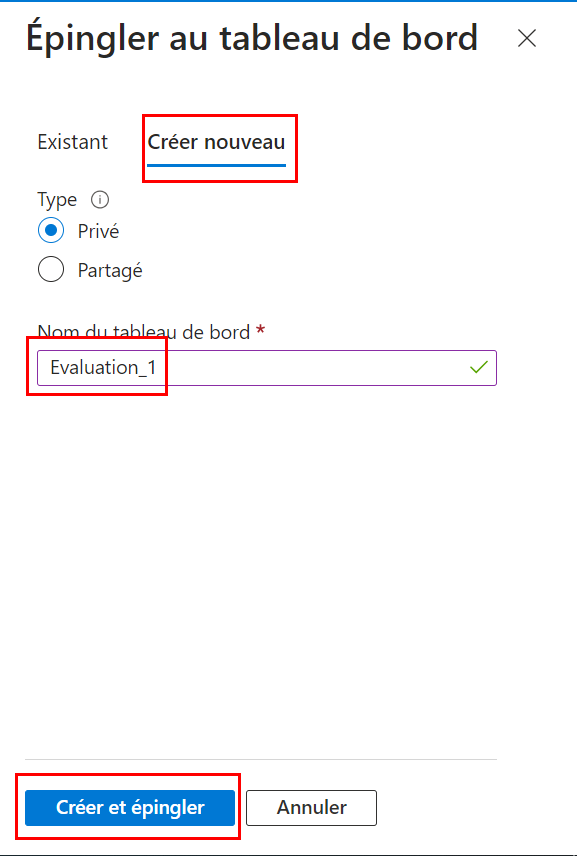 Épingler au tableau de bord
Existant Créer nouveau
Type
Privé
Partagé
Nom du tableau de bord *
Evaluation_1
Créer et épingler Annuler